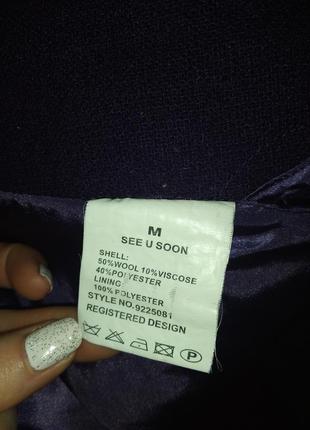 M
SEE U SOON
SHELL:
50%WOOL 10%VISCOSE
40%POLYESTER
LINING:
100% POLYESTER
STYLE NO.9225081
REGISTERED DESIGN
P